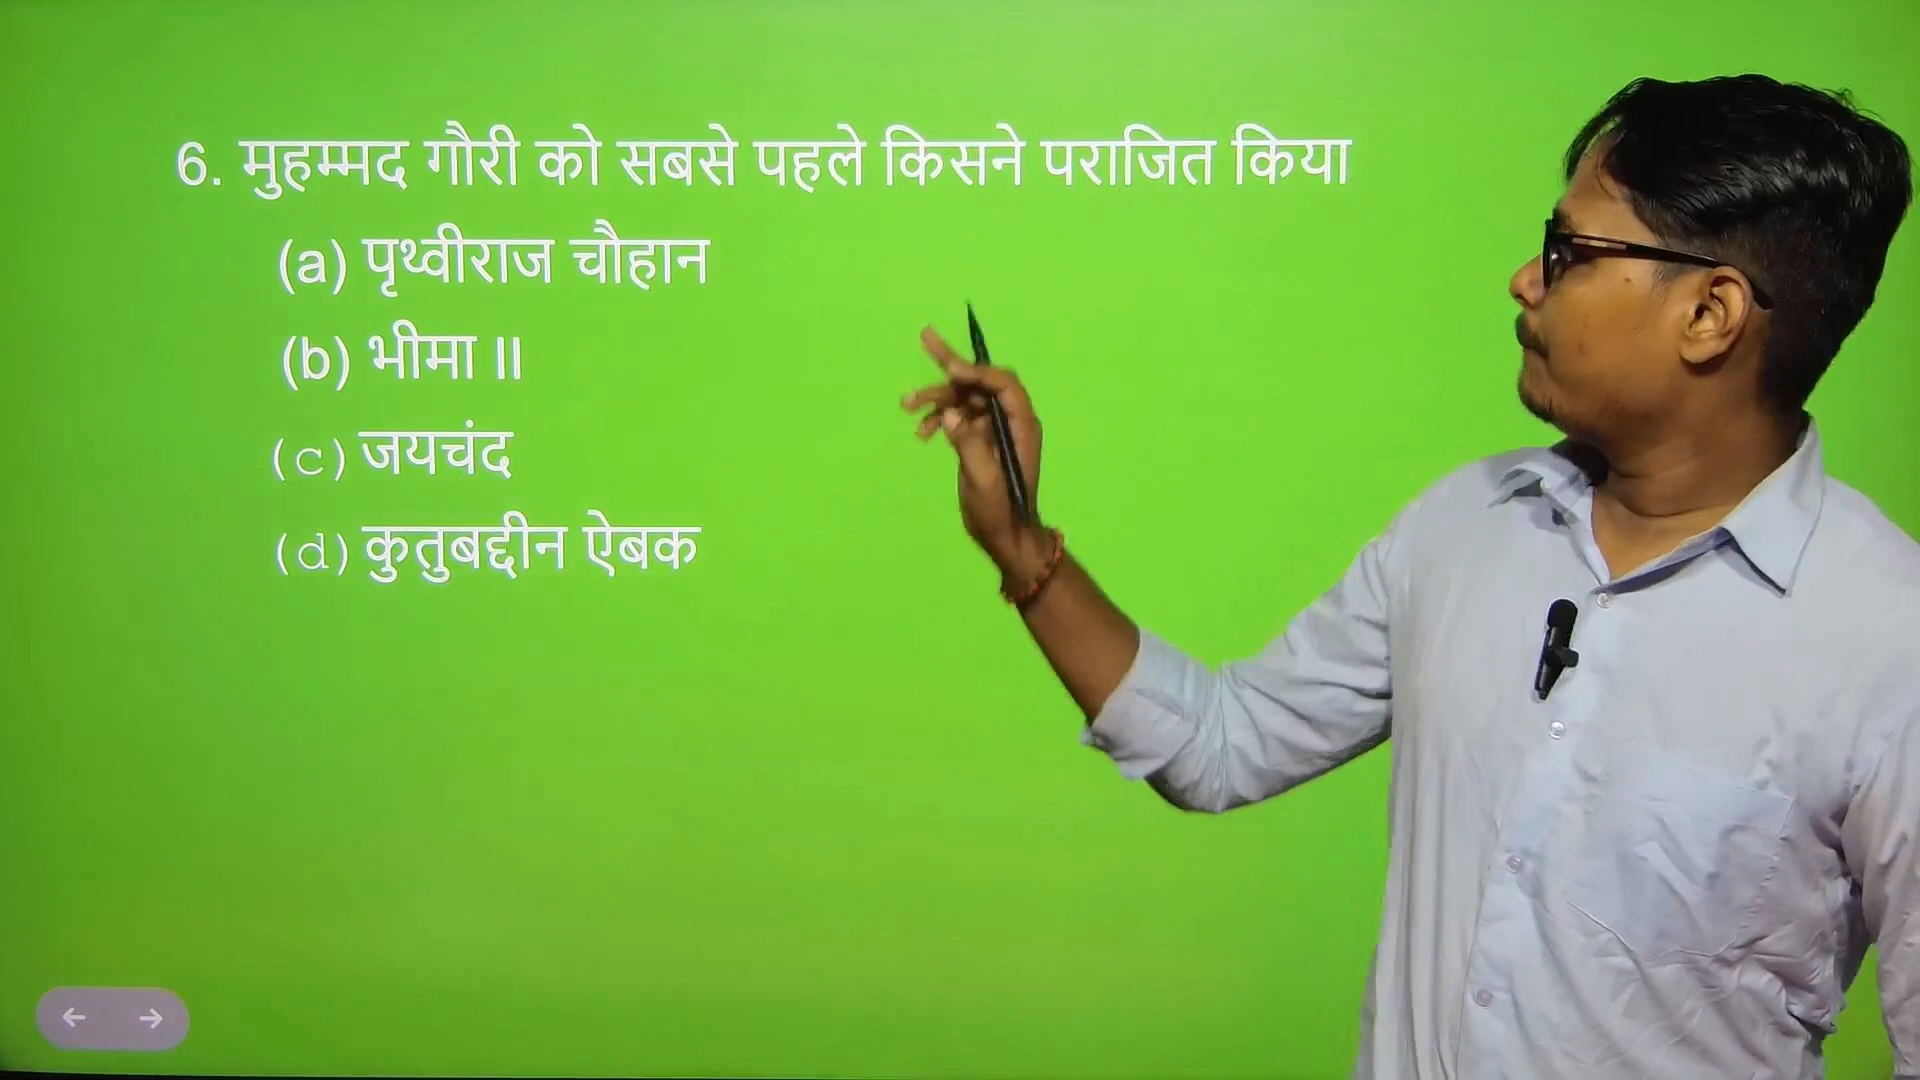 6. मुहम्मद गौरी को सबसे पहले किसने पराजित किया
(a) पृथ्वीराज चौहान
(b) भीमा II
(c) जयचंद
(d) कुतुबद्दीन ऐबक